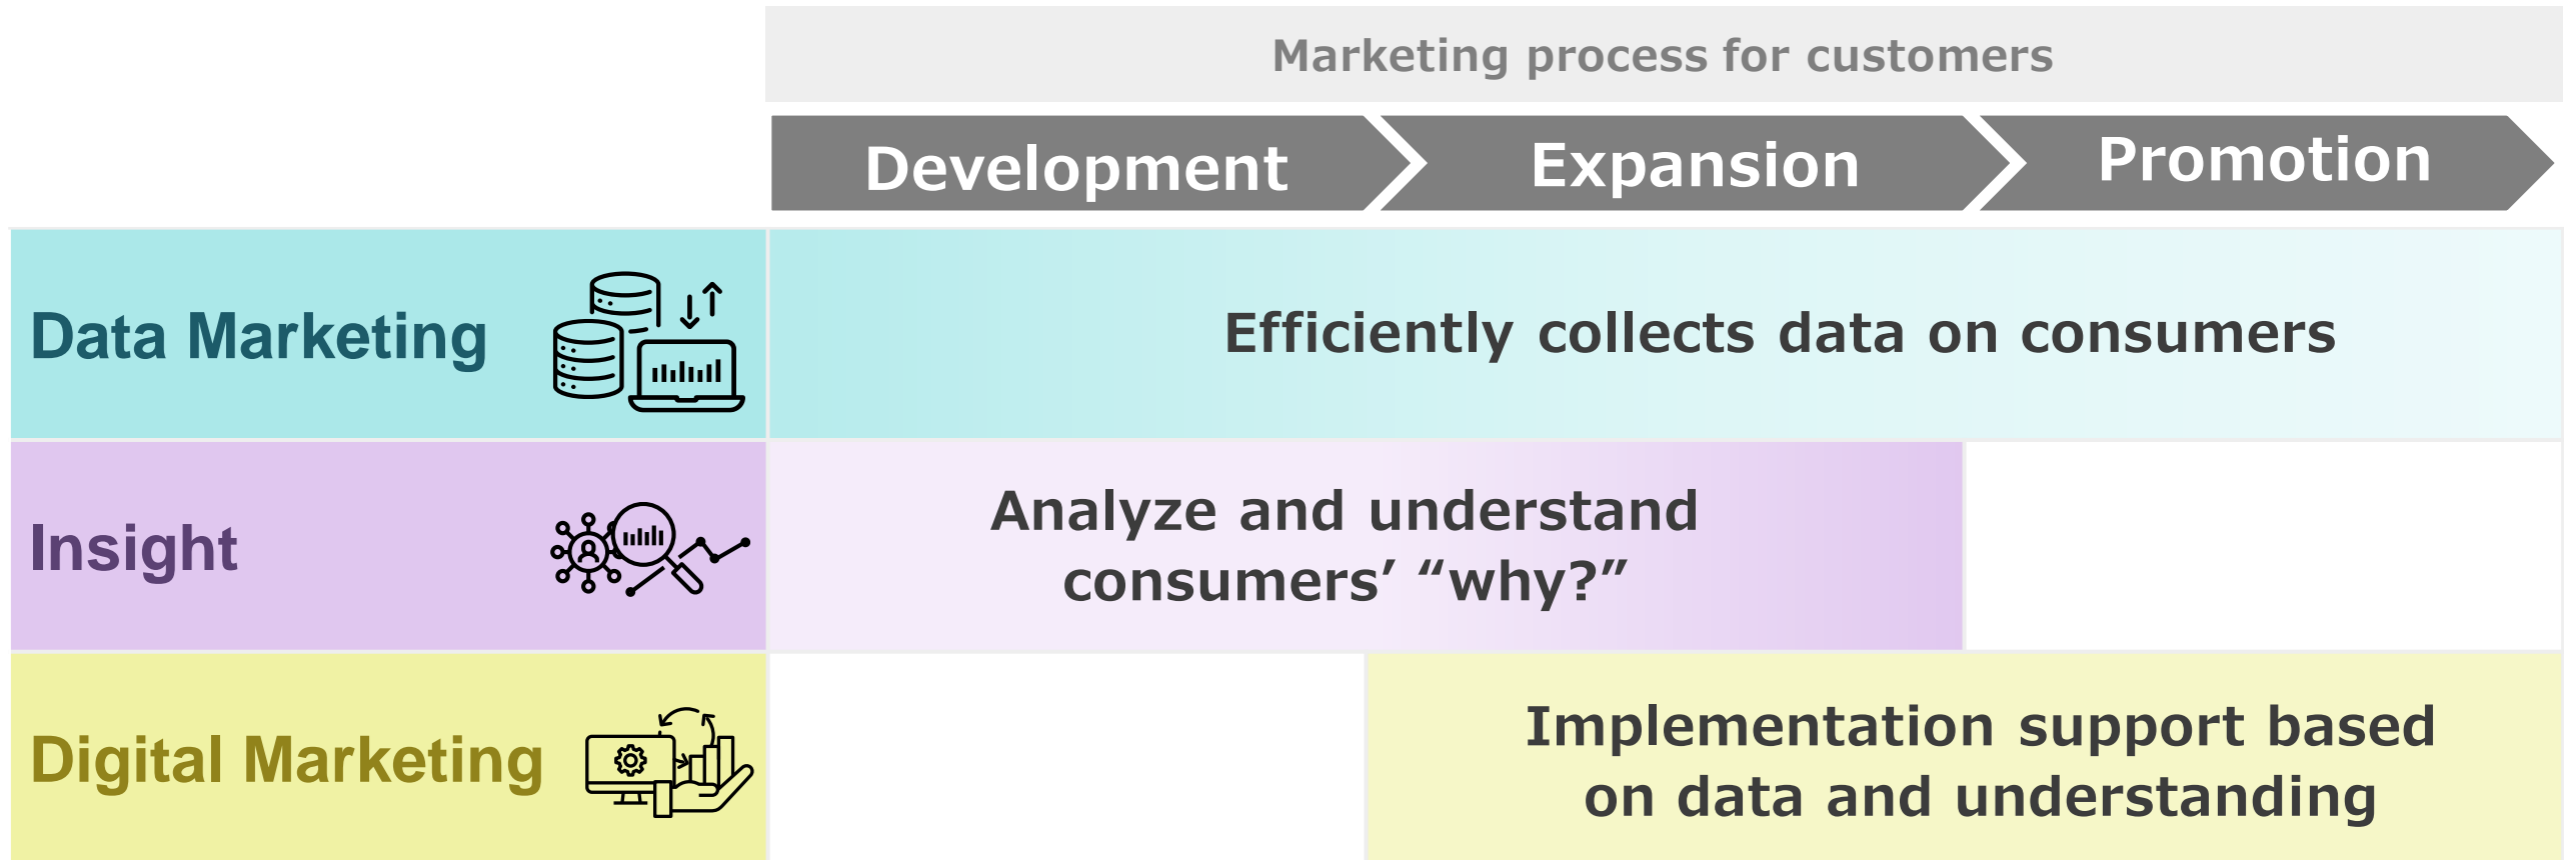 Marketing process for customers
Development
Expansion
Promotion
Data Marketing
Efficiently collects data on consumers
Insight
Analyze and understand
consumers’ “why?”
Digital Marketing
Implementation support based
on data and understanding